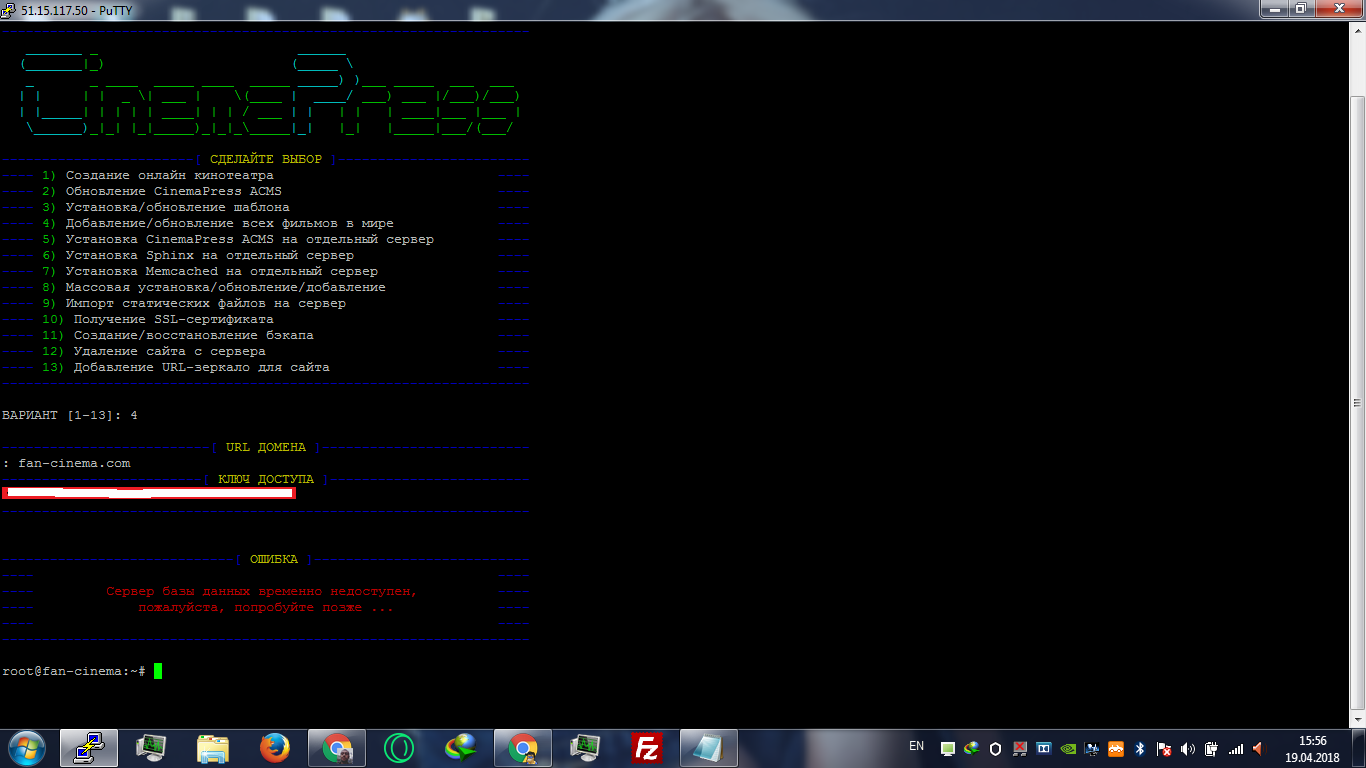 51.15.117.50 - PuTTY
CinemaPress
[ СДЕЛАЙТЕ ВЫБОР ]
1) Создание онлайн кинотеатра
2) Обновление CinemaPress ACMS
3) Установка/обновление шаблона
4) Добавление/обновление всех фильмов в мире
5) Установка CinemaPress ACMS на отдельный сервер
6) Установка Sphinx на отдельный сервер
7) Установка Memcached на отдельный сервер
8) Массовая установка/обновление/добавление
9) Импорт статических файлов на сервер
10) Получение SSL-сертификата
11) Создание/восстановление бэкапа
12) Удаление сайта с сервера
13) Добавление URL-зеркало для сайта
ВАРИАНТ [1-13]: 4
[ URL ДОМЕНА ]
: fan-cinema.com
[ КЛЮЧ ДОСТУПА ]
[ ОШИБКА ]
Сервер базы данных временно недоступен,
пожалуйста, попробуйте позже ...
root@fan-cinema:~#
EN
15:56
19.04.2018